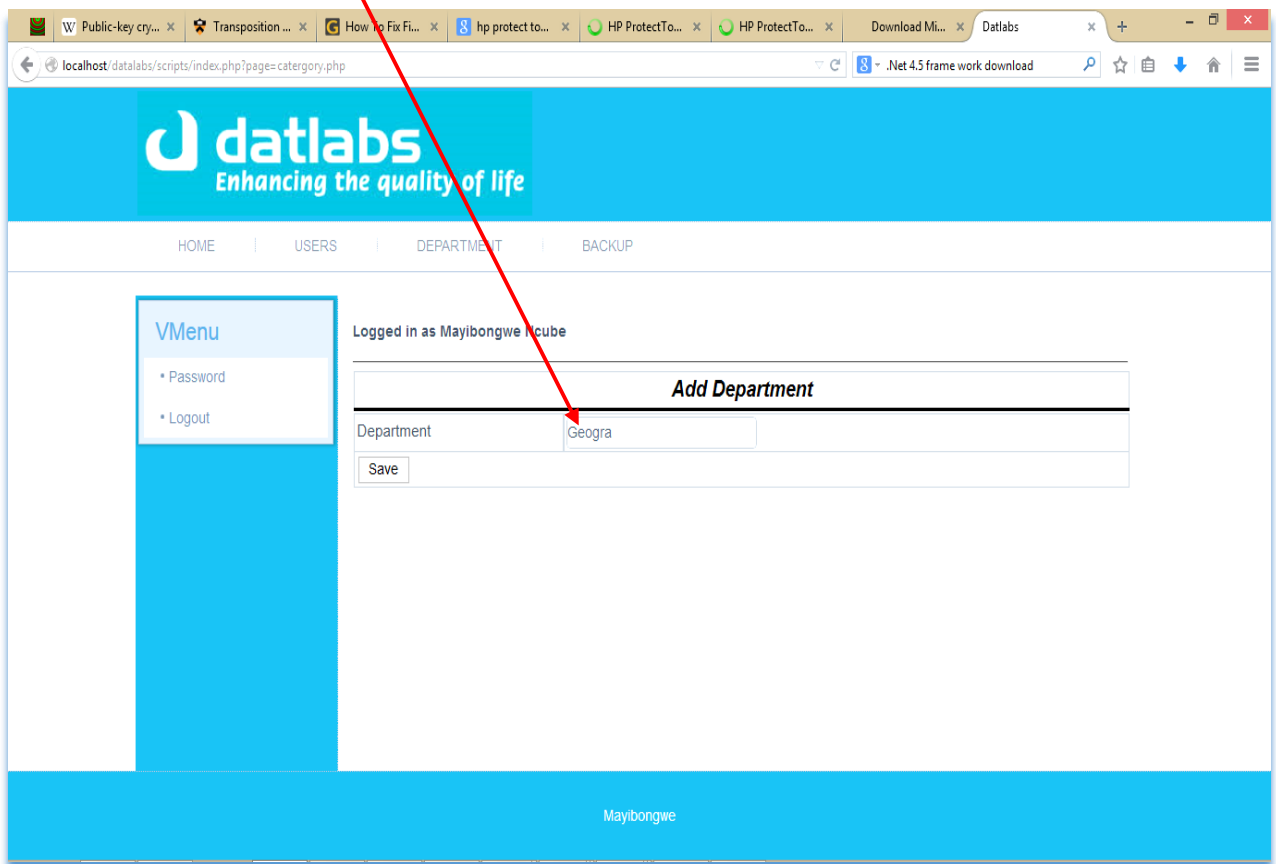 W Public-key cry... × Transposition ... × G How To Fix Fi... × 8 hp protect to... × HP ProtectTo... × HP ProtectTo... × Download Mi... × Datlabs × +
localhost/datalabs/scripts/index.php?page=catergory.php 8 .Net 4.5 frame work download
datlabs
Enhancing the quality of life
HOME USERS DEPARTMENT BACKUP
VMenu
• Password
• Logout
Logged in as Mayibongwe Ncube
Add Department
Department Geogra
Save
Mayibongwe